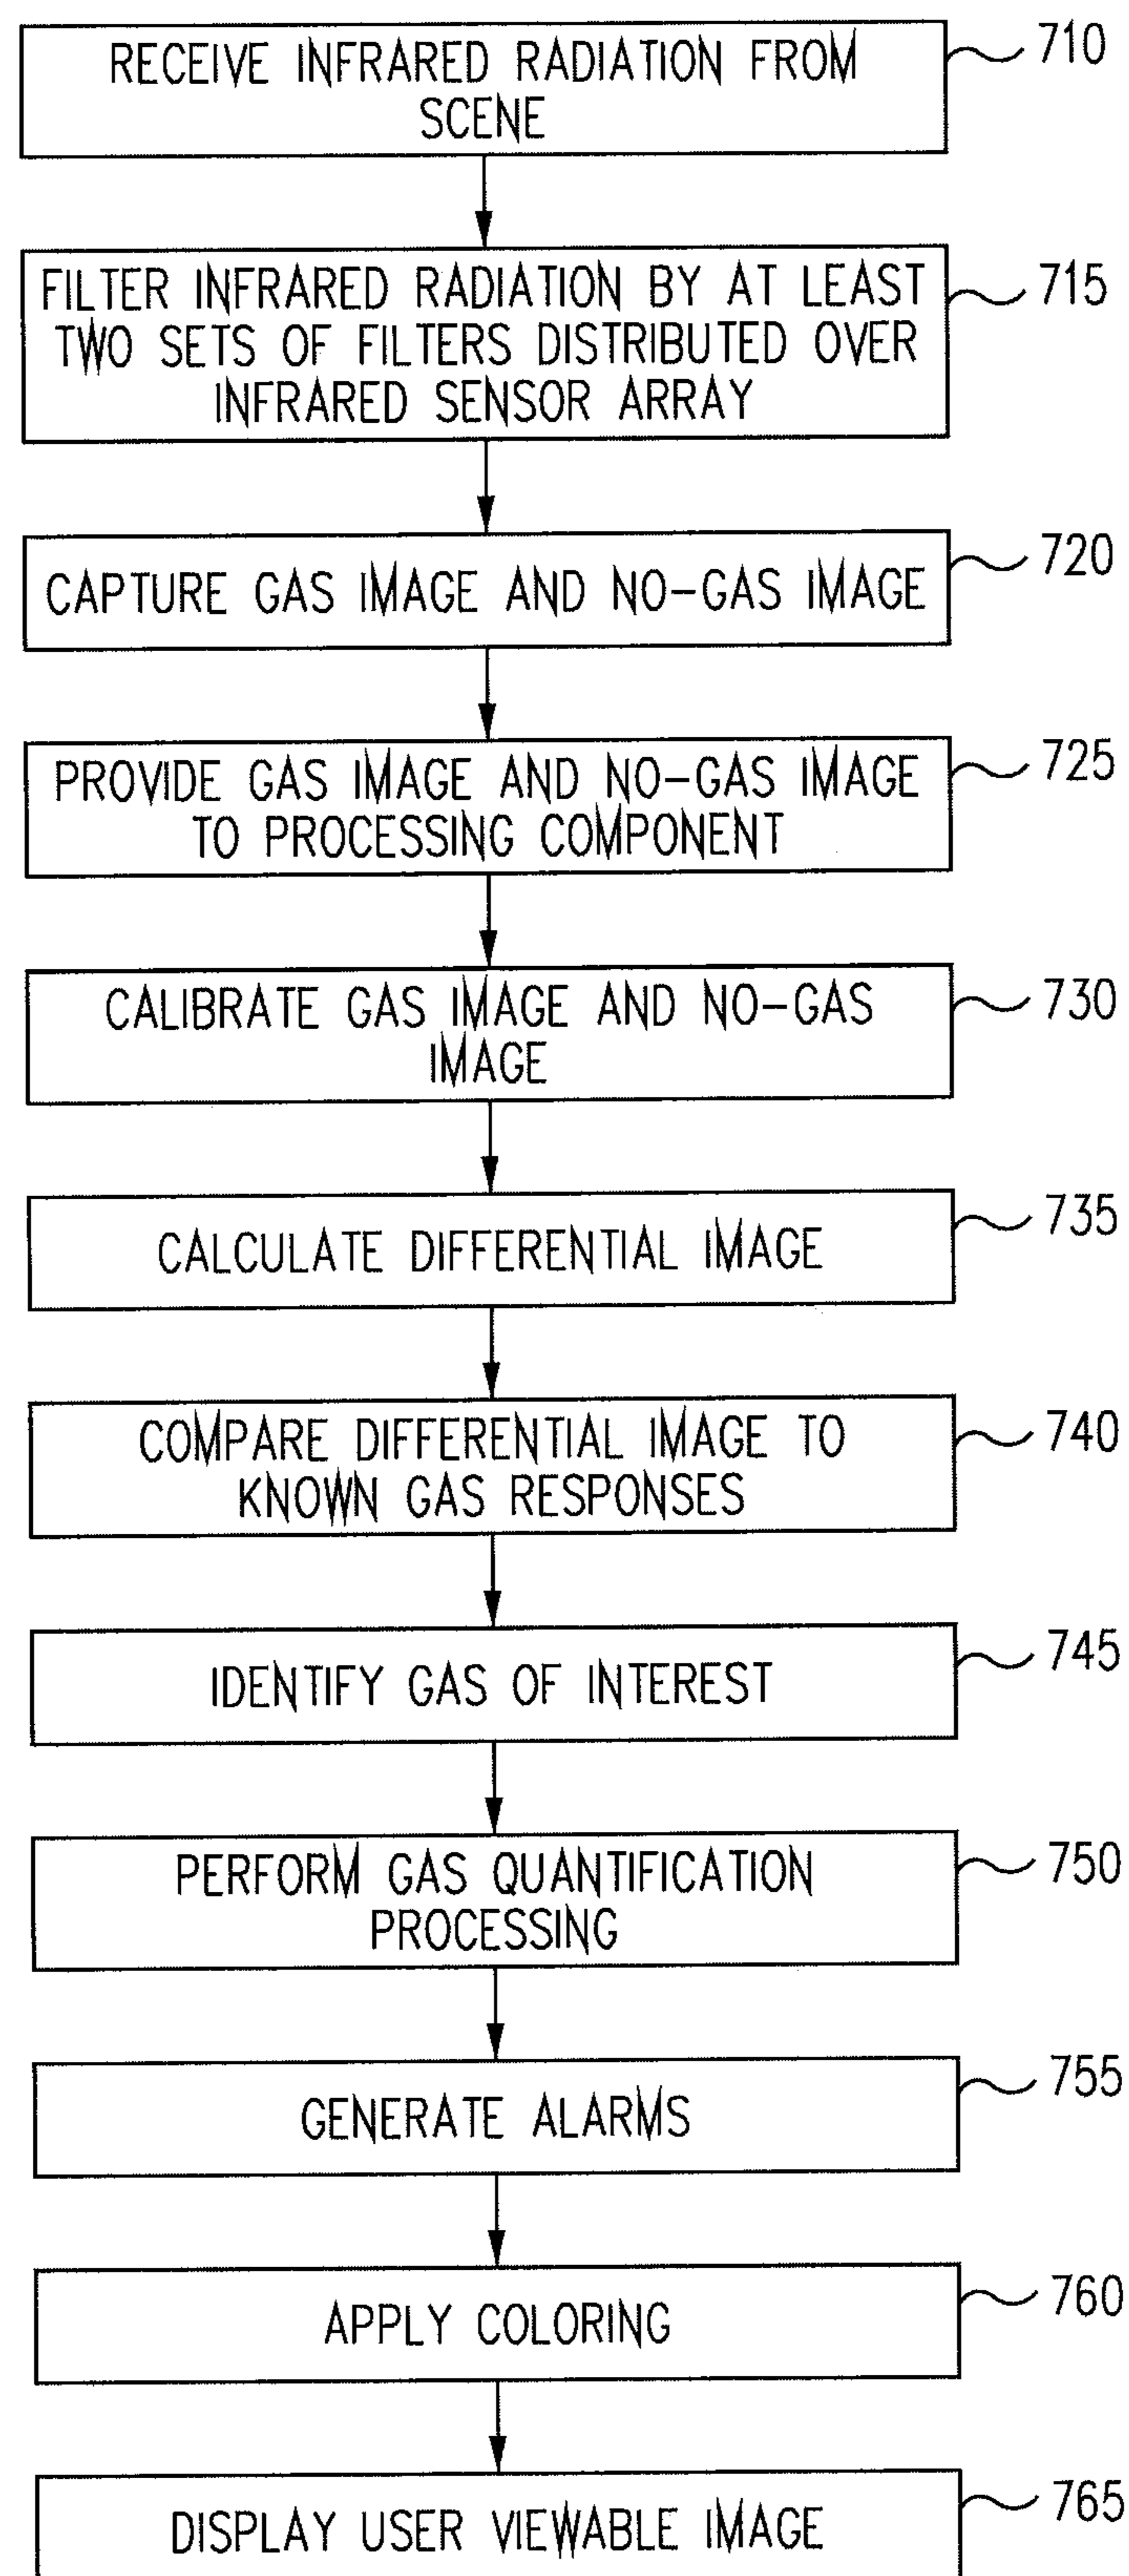 RECEIVE INFRARED RADIATION FROM
SCENE
710
FILTER INFRARED RADIATION BY AT LEAST
TWO SETS OF FILTERS DISTRIBUTED OVER
INFRARED SENSOR ARRAY
715
CAPTURE GAS IMAGE AND NO-GAS IMAGE
720
PROVIDE GAS IMAGE AND NO-GAS IMAGE
TO PROCESSING COMPONENT
725
CALIBRATE GAS IMAGE AND NO-GAS
IMAGE
730
CALCULATE DIFFERENTIAL IMAGE
735
COMPARE DIFFERENTIAL IMAGE TO
KNOWN GAS RESPONSES
740
IDENTIFY GAS OF INTEREST
745
PERFORM GAS QUANTIFICATION
PROCESSING
750
GENERATE ALARMS
755
APPLY COLORING
760
DISPLAY USER VIEWABLE IMAGE
765